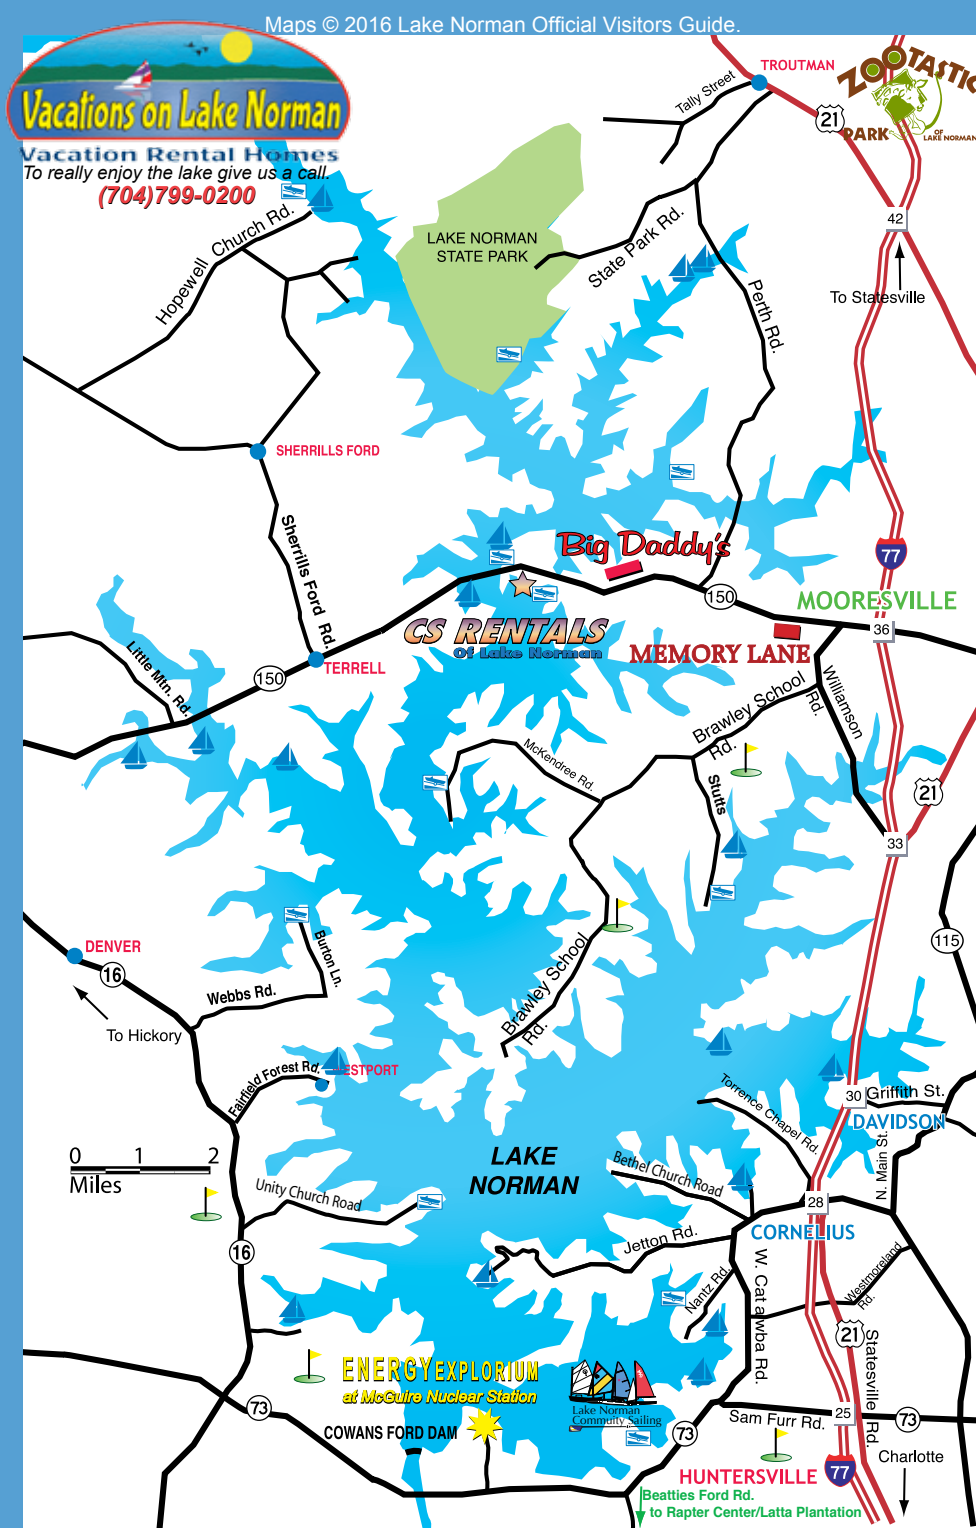 Maps © 2016 Lake Norman Official Visitors Guide.
Vacations on Lake Norman
Vacation Rental Homes
To really enjoy the lake give us a call.
(704)799-0200
TROUTMAN
ZOOTASTIC
PARK
OF
LAKE NORMAN
Tally Street
21
42
To Statesville
Hopewell Church Rd.
LAKE NORMAN
STATE PARK
State Park Rd.
Perth Rd.
SHERRILLS FORD
Sherrills Ford Rd.
Big Daddy's
77
150
MOORESVILLE
36
CS RENTALS
Of Lake Norman
MEMORY LANE
TERRELL
150
Little Mtn. Rd.
Brawley School
Rd.
Williamson
Rd.
McKendree Rd.
Stutts
21
33
DENVER
16
To Hickory
Webbs Rd.
Burton Ln.
Brawley School
Rd.
115
Fairfield Forest Rd.
ESTPORT
Torrence Chapel Rd.
30
Griffith St.
DAVIDSON
N. Main St.
0 1 2
Miles
LAKE
NORMAN
Bethel Church Road
Unity Church Road
28
CORNELIUS
Jetton Rd.
16
Nantz Rd.
W. Catawba Rd.
Westmoreland
Rd.
21
Statesville Rd.
ENERGY EXPLORIUM
at McGuire Nuclear Station
Lake Norman
Commuity Sailing
73
COWANS FORD DAM
73
Sam Furr Rd.
25
73
Charlotte
HUNTERSVILLE
77
Beatties Ford Rd.
to Rapter Center/Latta Plantation